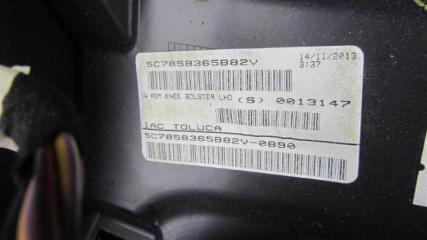 5C7858365B82V
14/11/2013
3:37
VW ASM KNEE BOLSTER LHD (S) 0013147
IAC TOLUCA
5C7858365B82V-0890